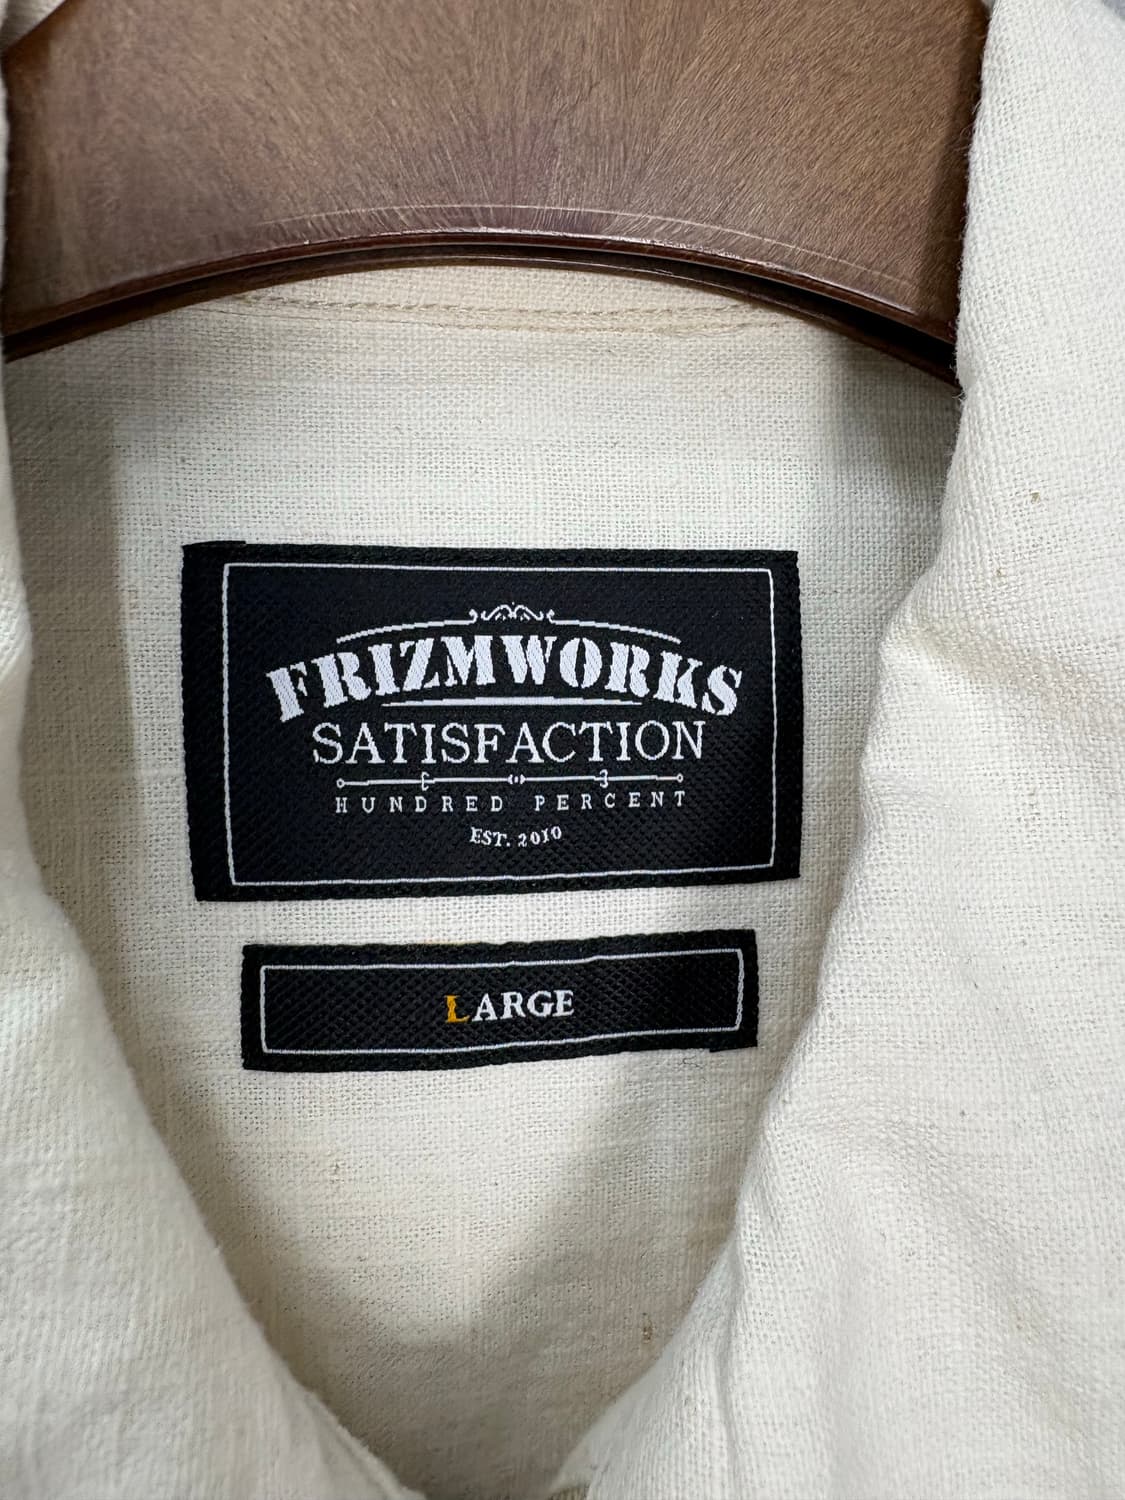 FRIZMWORKS
SATISFACTION
HUNDRED PERCENT
EST. 2010
LARGE